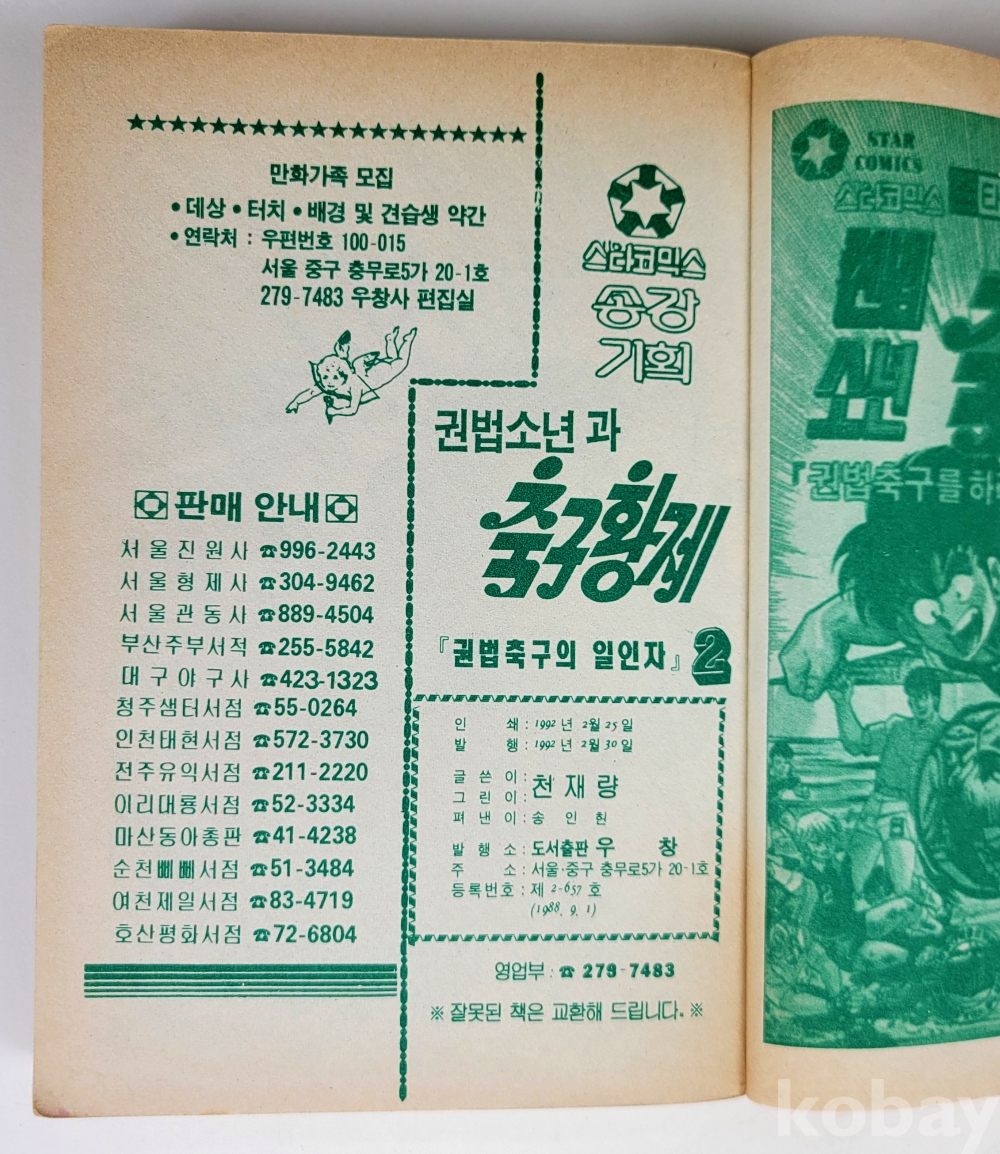 만화가족 모집
• 데상 • 터치 • 배경 및 견습생 약간
• 연락처 : 우편번호 100-015
서울 중구 충무로5가 20-1호
279-7483 우창사 편집실
판매 안내
서울진원사 ☎996-2443
서울형제사 ☎304-9462
서울관동사 ☎889-4504
부산주부서적 ☎255-5842
대구야구사 ☎423-1323
청주샘터서점 ☎55-0264
인천태현서점 ☎572-3730
전주유익서점 ☎211-2220
이리대룡서점 ☎52-3334
마산동아총판 ☎41-4238
순천삐삐서점 ☎51-3484
여천제일서점 ☎83-4719
호산평화서점 ☎72-6804
스타코믹스
송강
기획
권법소년과
축구황제
『권법축구의 일인자』 2
인 쇄 : 1992년 2월 25일
발 행 : 1992년 2월 30일
글 쓴 이 :
그 린 이 : 천재량
펴 낸 이 : 송 인 현
발 행 소 : 도서출판 우 창
주 소 : 서울·중구 충무로5가 20-1호
등록번호 : 제 2-657 호
(1988. 9. 1)
영업부 : ☎ 279-7483
※ 잘못된 책은 교환해 드립니다. ※
STAR
COMICS
스타코믹스
『권법축구를 하
kobay